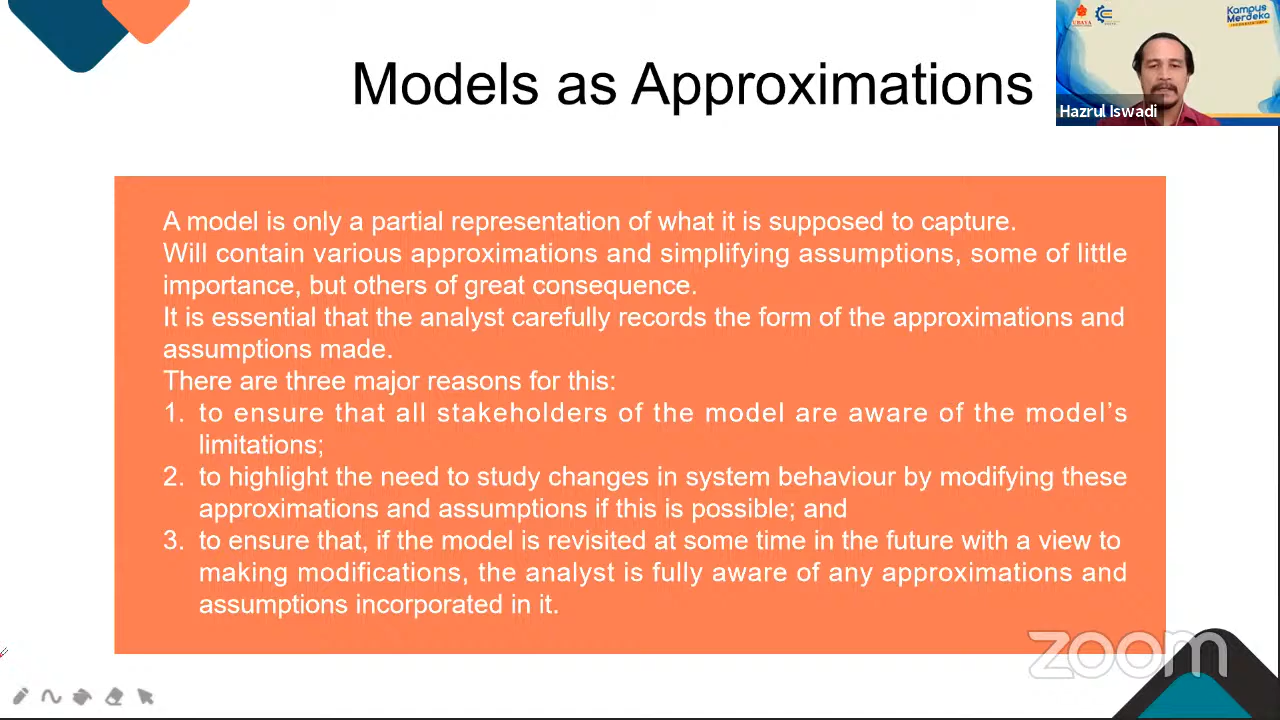 Models as Approximations
UBAYA
Kampus
Merdeka
INDONESIA JAYA
Hazrul Iswadi
A model is only a partial representation of what it is supposed to capture.
Will contain various approximations and simplifying assumptions, some of little
importance, but others of great consequence.
It is essential that the analyst carefully records the form of the approximations and
assumptions made.
There are three major reasons for this:
1. to ensure that all stakeholders of the model are aware of the model's
limitations;
2. to highlight the need to study changes in system behaviour by modifying these
approximations and assumptions if this is possible; and
3. to ensure that, if the model is revisited at some time in the future with a view to
making modifications, the analyst is fully aware of any approximations and
assumptions incorporated in it.
zoom